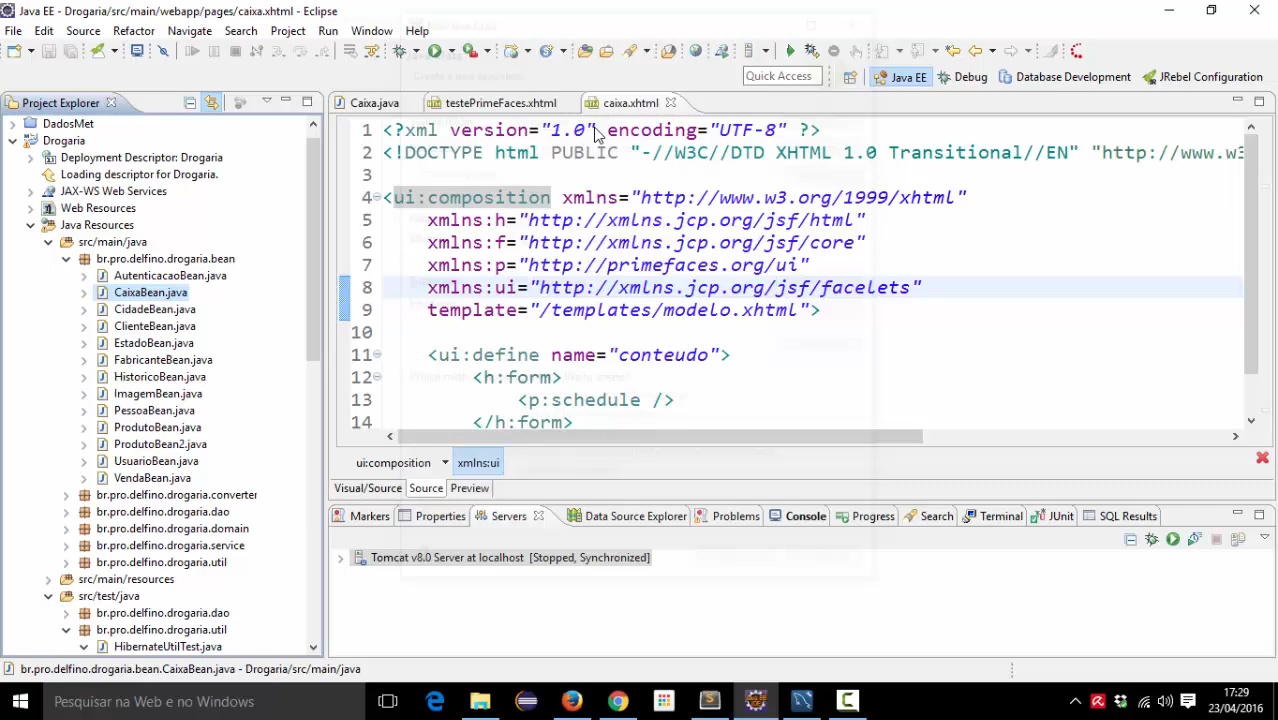 Java EE - Drogaria/src/main/webapp/pages/caixa.xhtml - Eclipse
File Edit Source Refactor Navigate Search Project Run Window Help
Quick Access
Java EE Debug Database Development JRebel Configuration
Project Explorer
DadosMet
Drogaria
Deployment Descriptor: Drogaria
Loading descriptor for Drogaria.
JAX-WS Web Services
Web Resources
Java Resources
src/main/java
br.pro.delfino.drogaria.bean
AutenticacaoBean.java
CaixaBean.java
CidadeBean.java
ClienteBean.java
EstadoBean.java
FabricanteBean.java
HistoricoBean.java
ImagemBean.java
PessoaBean.java
ProdutoBean.java
ProdutoBean2.java
UsuarioBean.java
VendaBean.java
br.pro.delfino.drogaria.converter
br.pro.delfino.drogaria.dao
br.pro.delfino.drogaria.domain
br.pro.delfino.drogaria.service
br.pro.delfino.drogaria.util
src/main/resources
src/test/java
br.pro.delfino.drogaria.dao
br.pro.delfino.drogaria.util
HibernateUtilTest.java
Caixa.java testePrimeFaces.xhtml caixa.xhtml
1 <?xml version="1.0" encoding="UTF-8" ?>
2 <!DOCTYPE html PUBLIC "-//W3C//DTD XHTML 1.0 Transitional//EN" "http://www.w3
3
4 <ui:composition xmlns="http://www.w3.org/1999/xhtml"
5 xmlns:h="http://xmlns.jcp.org/jsf/html"
6 xmlns:f="http://xmlns.jcp.org/jsf/core"
7 xmlns:p="http://primefaces.org/ui"
8 xmlns:ui="http://xmlns.jcp.org/jsf/facelets"
9 template="/templates/modelo.xhtml">
10
11 <ui:define name="conteudo">
12 <h:form>
13 <p:schedule />
14 </h:form>
ui:composition xmlns:ui
Visual/Source Source Preview
Markers Properties Servers Data Source Explorer Problems Console Progress Search Terminal JUnit SQL Results
Tomcat v8.0 Server at localhost [Stopped, Synchronized]
br.pro.delfino.drogaria.bean.CaixaBean.java - Drogaria/src/main/java
Pesquisar na Web e no Windows
17:29
23/04/2016